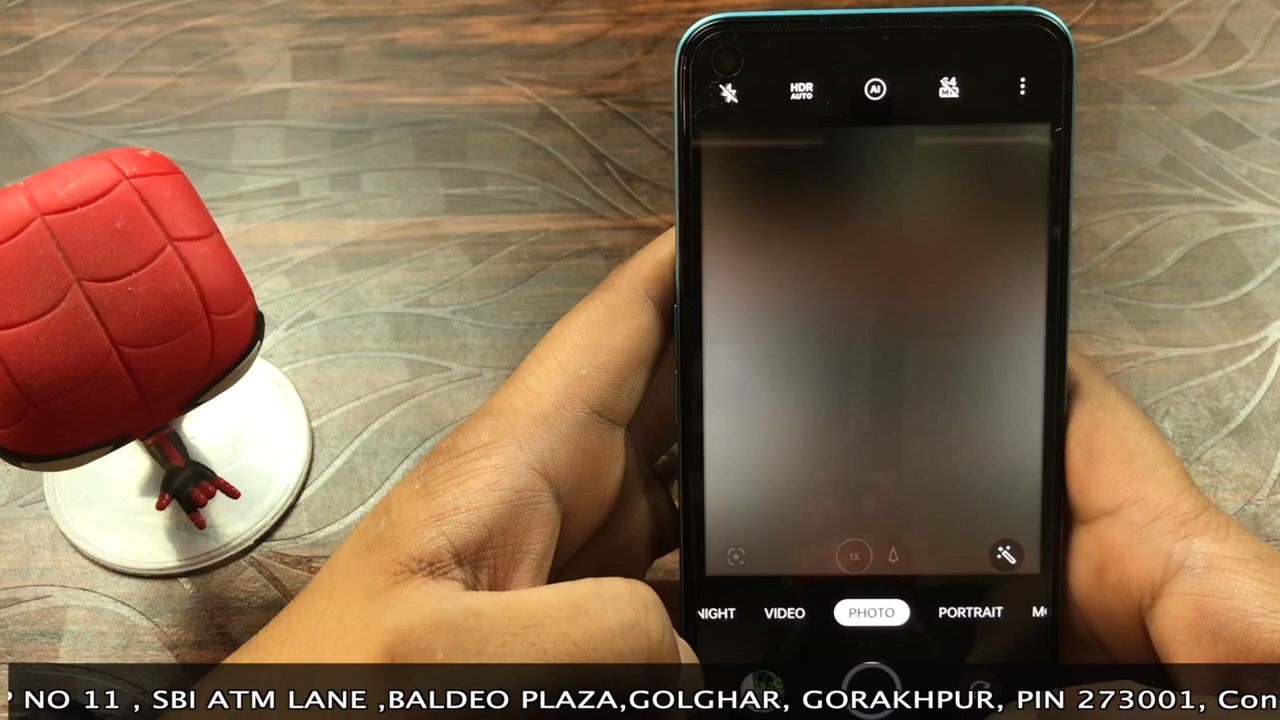 HDR
AUTO
AI
64
1X
NIGHT VIDEO PHOTO PORTRAIT
NO 11 , SBI ATM LANE ,BALDEO PLAZA,GOLGHAR, GORAKHPUR, PIN 273001, Con